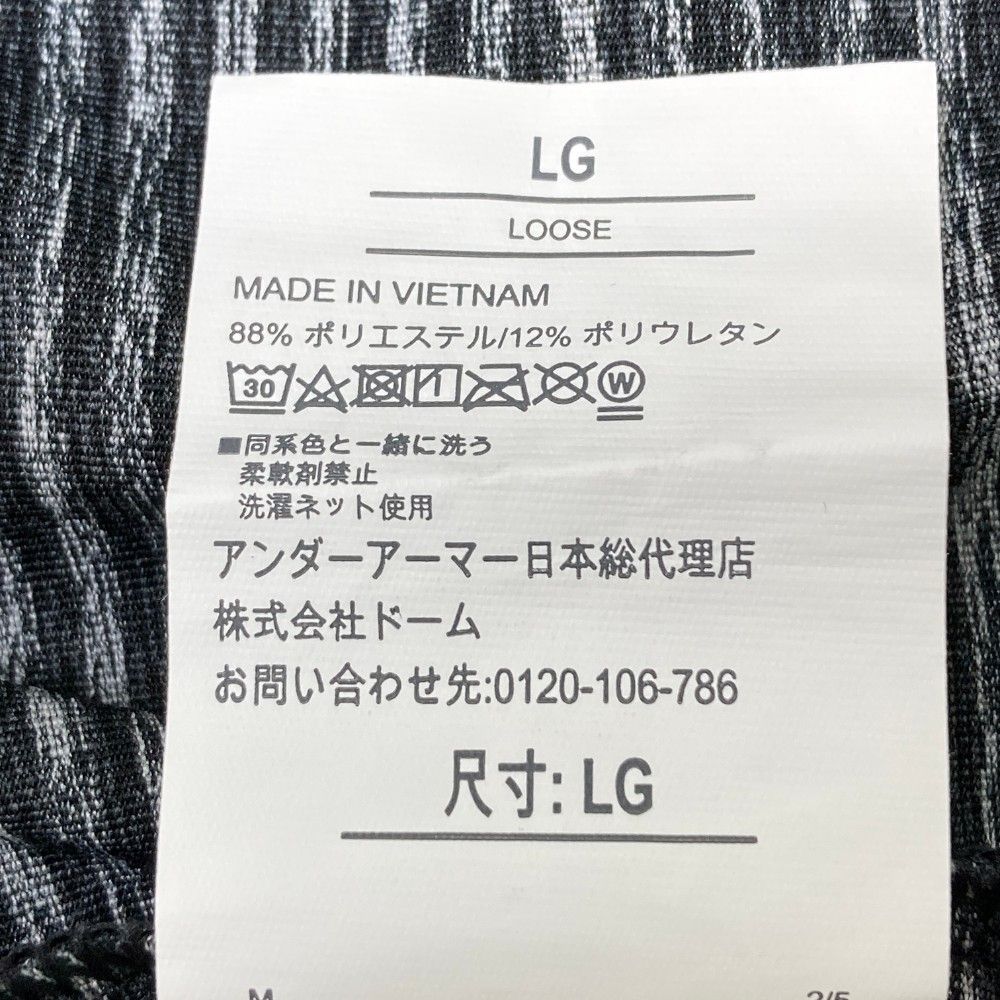 LG
LOOSE
MADE IN VIETNAM
88% ポリエステル/12% ポリウレタン
30 W
■同系色と一緒に洗う
柔軟剤禁止
洗濯ネット使用
アンダーアーマー日本総代理店
株式会社ドーム
お問い合わせ先:0120-106-786
尺寸: LG
M 2/5